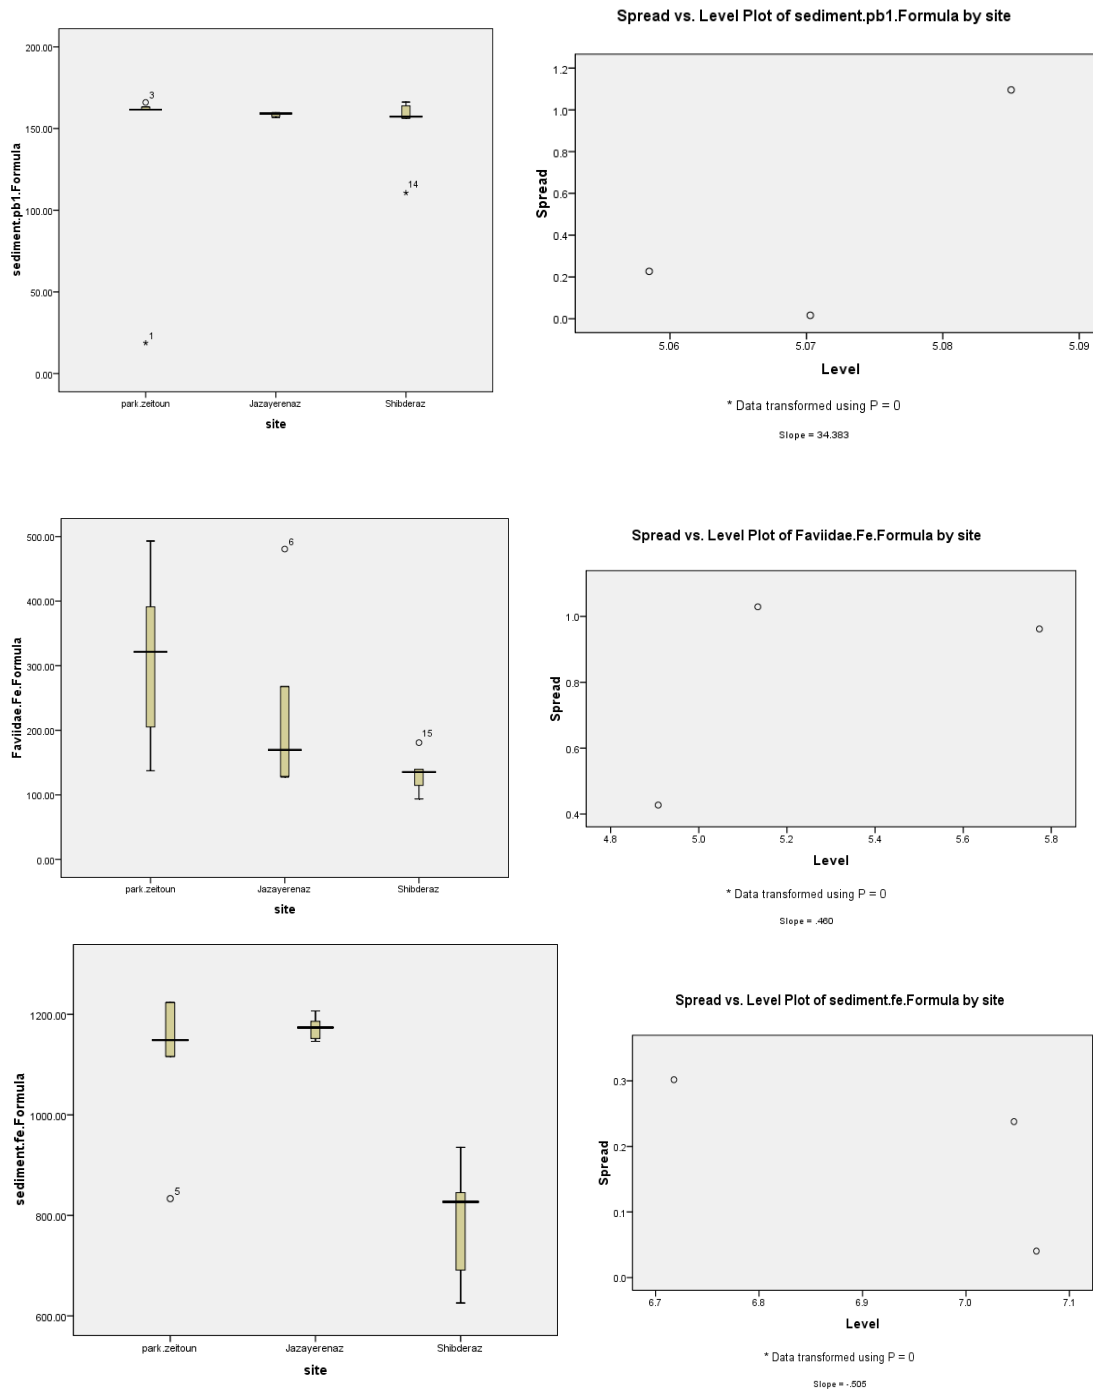 Spread vs. Level Plot of sediment.pb1.Formula by site
200.00
150.00
100.00
50.00
0.00
sediment.pb1.Formula
3
1
14
park.zeitoun
Jazayerenaz
Shibderaz
site
1.2
1.0
0.8
0.6
0.4
0.2
0.0
Spread
5.06
5.07
5.08
5.09
Level
* Data transformed using P = 0
Slope = 34.383
500.00
400.00
300.00
200.00
100.00
0.00
Faviidae.Fe.Formula
6
15
park.zeitoun
Jazayerenaz
Shibderaz
site
Spread vs. Level Plot of Faviidae.Fe.Formula by site
1.0
0.8
0.6
0.4
Spread
4.8
5.0
5.2
5.4
5.6
5.8
Level
* Data transformed using P = 0
Slope = .460
1200.00
1000.00
800.00
600.00
sediment.fe.Formula
5
park.zeitoun
Jazayerenaz
Shibderaz
site
Spread vs. Level Plot of sediment.fe.Formula by site
0.3
0.2
0.1
0.0
Spread
6.7
6.8
6.9
7.0
7.1
Level
* Data transformed using P = 0
Slope = -.505